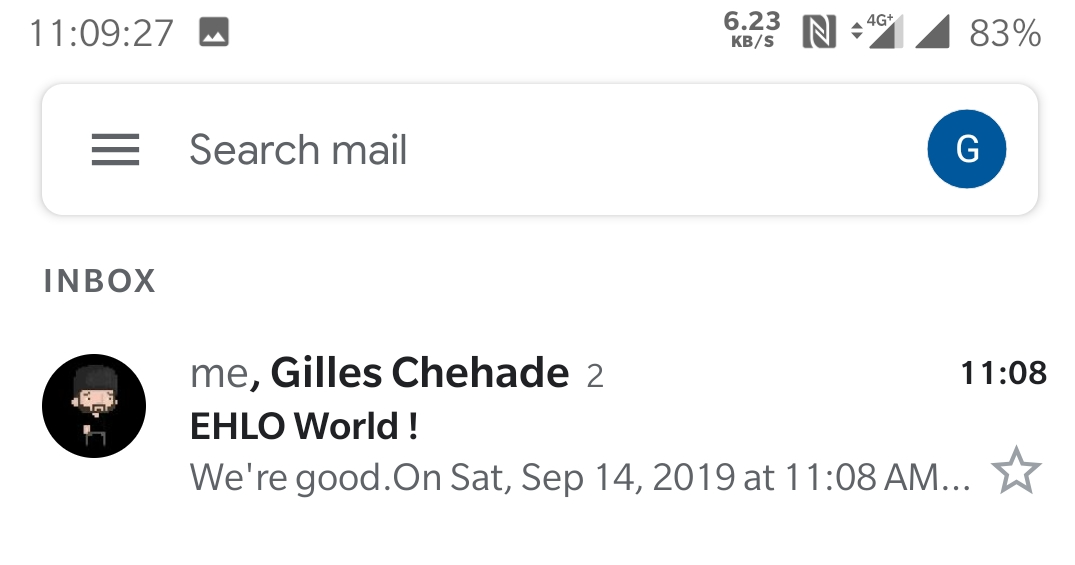 11:09:27 6.23 KB/S 4G+ 83%
Search mail G
INBOX
me, Gilles Chehade 2 11:08
EHLO World !
We're good.On Sat, Sep 14, 2019 at 11:08 AM...